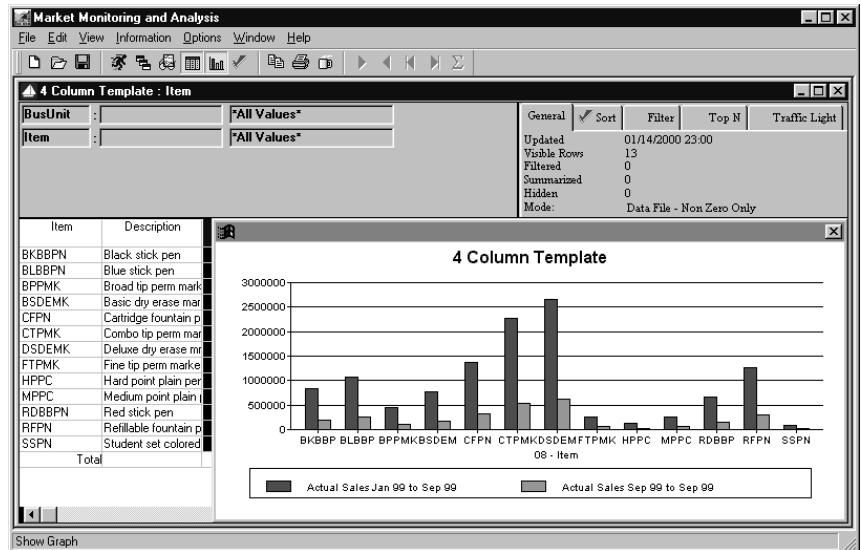 Market Monitoring and Analysis
File Edit View Information Options Window Help
4 Column Template : Item
BusUnit : *All Values*
Item : *All Values*
General Sort Filter Top N Traffic Light
Updated 01/14/2000 23:00
Visible Rows 13
Filtered 0
Summarized 0
Hidden 0
Mode: Data File - Non Zero Only
Item Description
BKBBPN Black stick pen
BLBBPN Blue stick pen
BPPMK Broad tip perm mark
BSDEMK Basic dry erase mar
CFPN Cartridge fountain p
CTPMK Combo tip perm mar
DSDEMK Deluxe dry erase mr
FTPMK Fine tip perm marke
HPPC Hard point plain per
MPPC Medium point plain
RDBBPN Red stick pen
RFPN Refillable fountain p
SSPN Student set colored
Total
4 Column Template
3000000
2500000
2000000
1500000
1000000
500000
0
BKBBP BLBBP BPPMK BSDEM CFPN CTPMK DSDEM FTPMK HPPC MPPC RDBBP RFPN SSPN
08 - Item
Actual Sales Jan 99 to Sep 99 Actual Sales Sep 99 to Sep 99
Show Graph